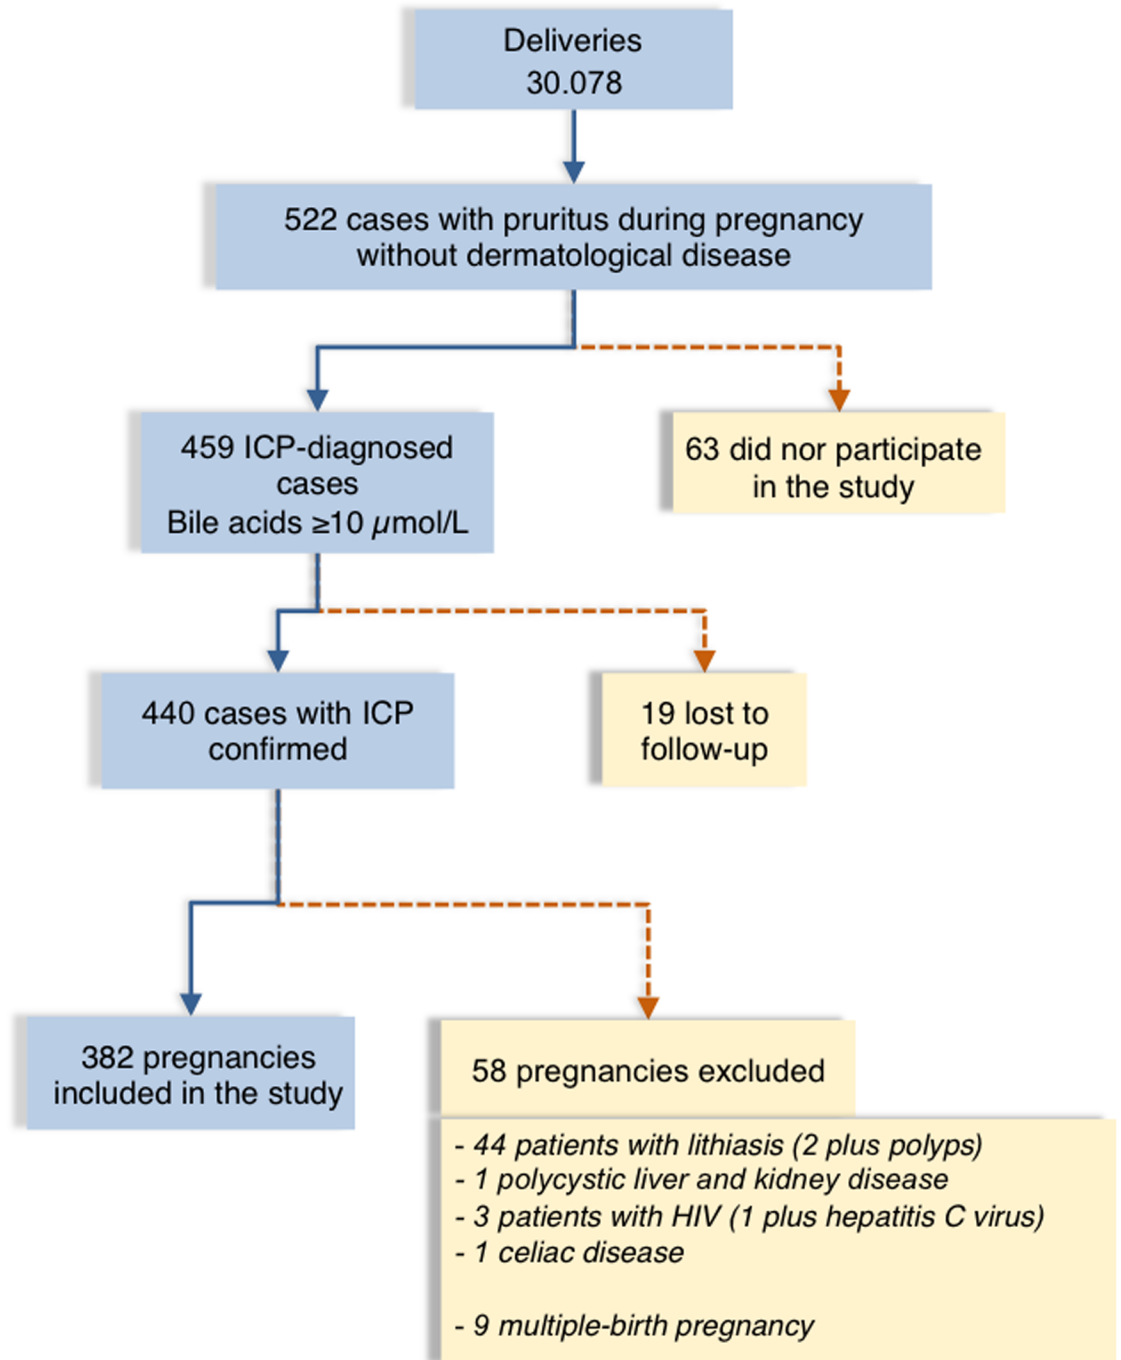 Deliveries
30.078
522 cases with pruritus during pregnancy
without dermatological disease
459 ICP-diagnosed
cases
Bile acids ≥10 µmol/L
63 did nor participate
in the study
440 cases with ICP
confirmed
19 lost to
follow-up
382 pregnancies
included in the study
58 pregnancies excluded
- 44 patients with lithiasis (2 plus polyps)
- 1 polycystic liver and kidney disease
- 3 patients with HIV (1 plus hepatitis C virus)
- 1 celiac disease
- 9 multiple-birth pregnancy